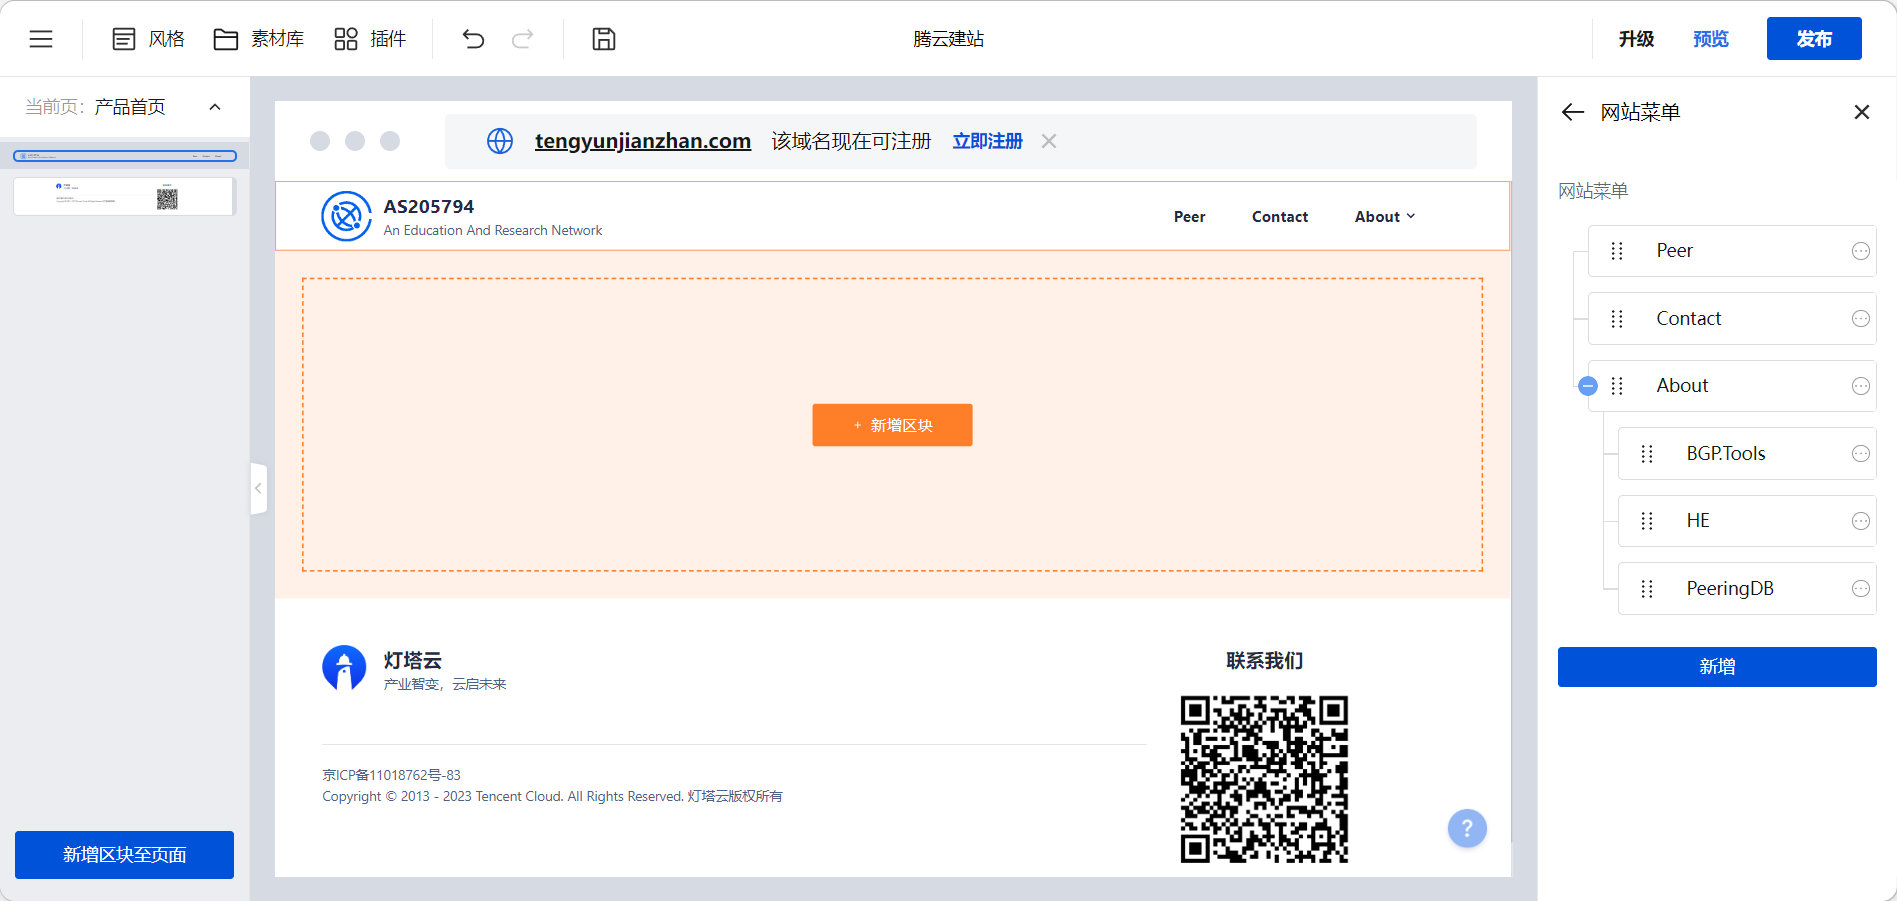 风格
素材库
插件
腾云建站
升级
预览
发布
当前页: 产品首页
tengyunjianzhan.com 该域名现在可注册 立即注册
AS205794
An Education And Research Network
Peer
Contact
About
+ 新增区块
灯塔云
产业智变，云启未来
联系我们
京ICP备11018762号-83
Copyright © 2013 - 2023 Tencent Cloud. All Rights Reserved. 灯塔云版权所有
?
新增区块至页面
网站菜单
网站菜单
Peer
Contact
About
BGP.Tools
HE
PeeringDB
新增